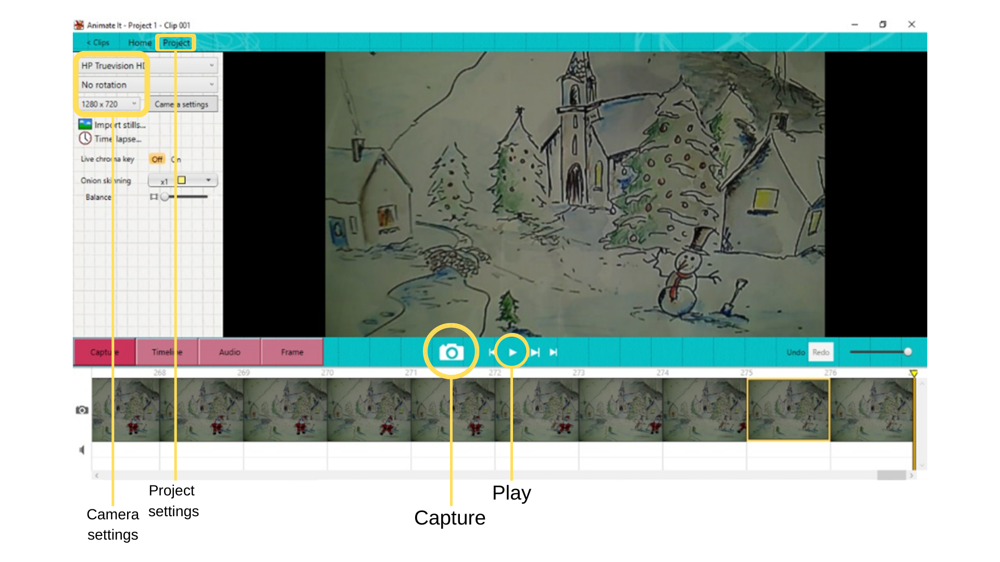 Animate It - Project 1 - Clip 001
< Clips Home Project
HP Truevision HD
No rotation
1280 x 720 Camera settings
Import stills...
Time lapse...
Live chroma key Off On
Onion skinning x1
Balance
Capture Timeline Audio Frame Undo Redo
268 269 270 271 272 273 274 275 276
Project
settings
Play
Camera
settings
Capture